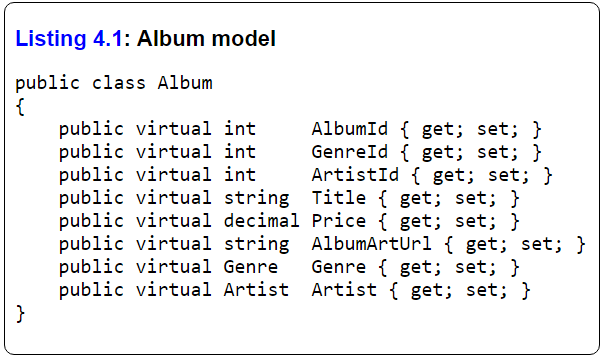 Listing 4.1: Album model
public class Album
{
    public virtual int     AlbumId { get; set; }
    public virtual int     GenreId { get; set; }
    public virtual int     ArtistId { get; set; }
    public virtual string  Title { get; set; }
    public virtual decimal Price { get; set; }
    public virtual string  AlbumArtUrl { get; set; }
    public virtual Genre   Genre { get; set; }
    public virtual Artist  Artist { get; set; }
}